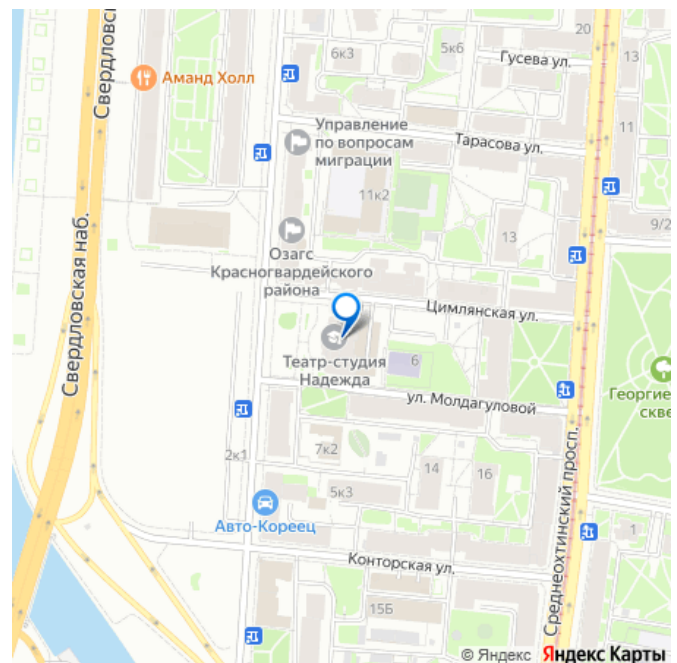 Свердловск
20
6к3
5к6
Гусева ул.
13
Аманд Холл
Управление
по вопросам
миграции
Тарасова ул.
11
11к2
13
9/2
Озагс
Красногвардейского
района
Свердловская наб.
Цимлянская ул.
Театр-студия
Надежда
6
Георгие
скве
ул. Молдагуловой
7к2
2к1
14
16
5к3
Авто-Кореец
Среднеохтинский просп.
1
Конторская ул.
15Б
© Яндекс Яндекс Карты